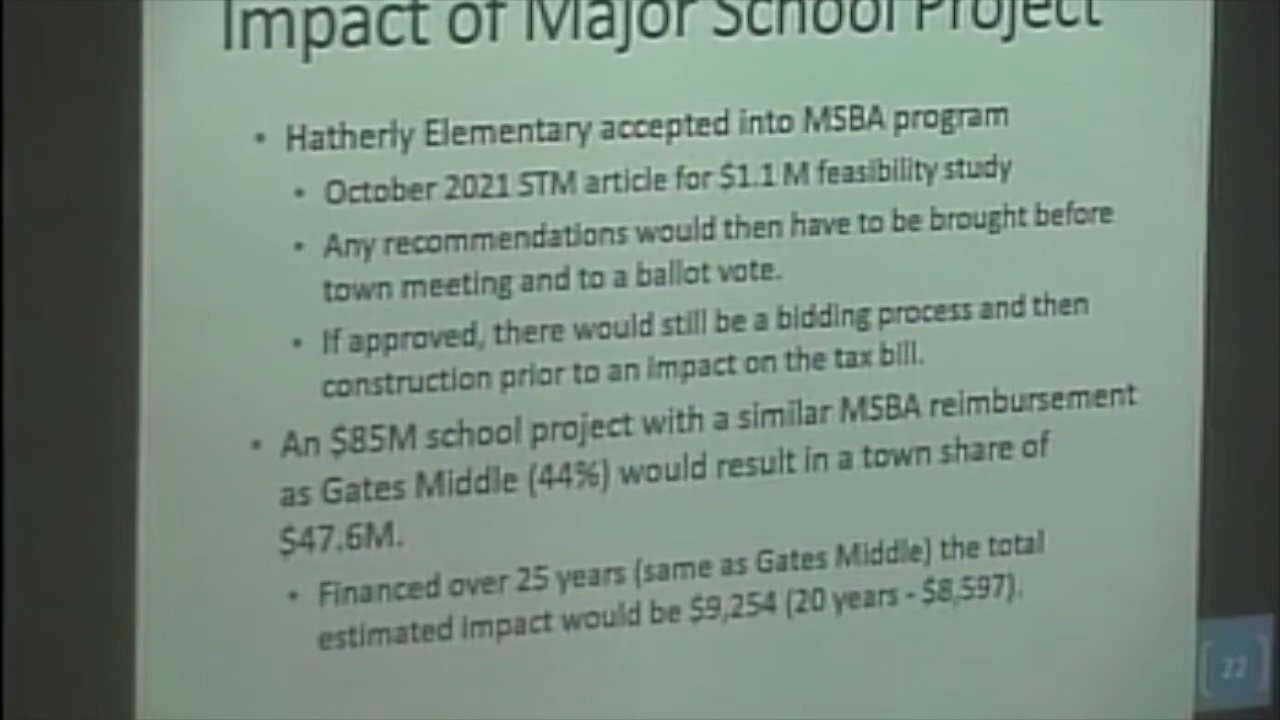 Impact of Major School Project
• Hatherly Elementary accepted into MSBA program
• October 2021 STM article for $1.1 M feasibility study
• Any recommendations would then have to be brought before
town meeting and to a ballot vote.
• If approved, there would still be a bidding process and then
construction prior to an impact on the tax bill.
• An $85M school project with a similar MSBA reimbursement
as Gates Middle (44%) would result in a town share of
$47.6M.
• Financed over 25 years (same as Gates Middle) the total
estimated impact would be $9,254 (20 years - $8,597).
22